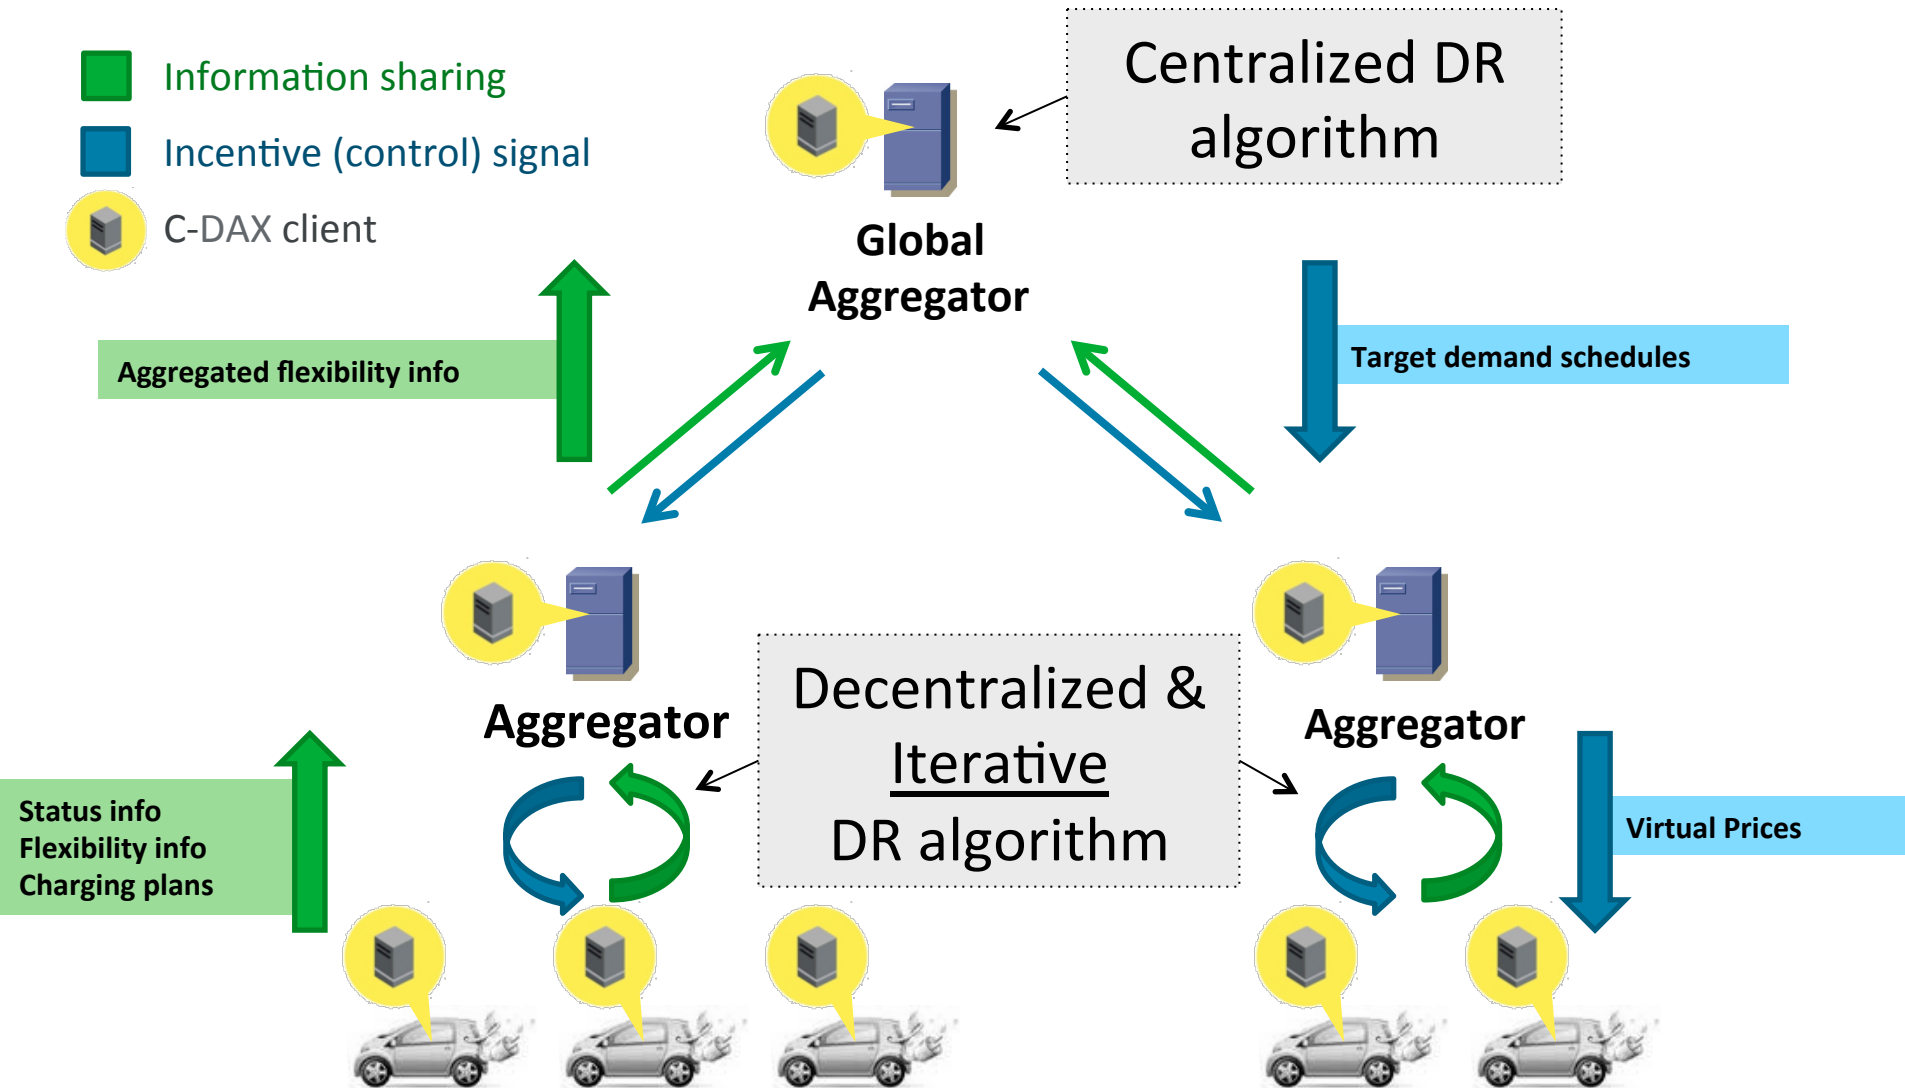 Information sharing
Incentive (control) signal
C-DAX client
Centralized DR
algorithm
Global
Aggregator
Aggregated flexibility info
Target demand schedules
Aggregator
Decentralized &
Iterative
DR algorithm
Aggregator
Status info
Flexibility info
Charging plans
Virtual Prices